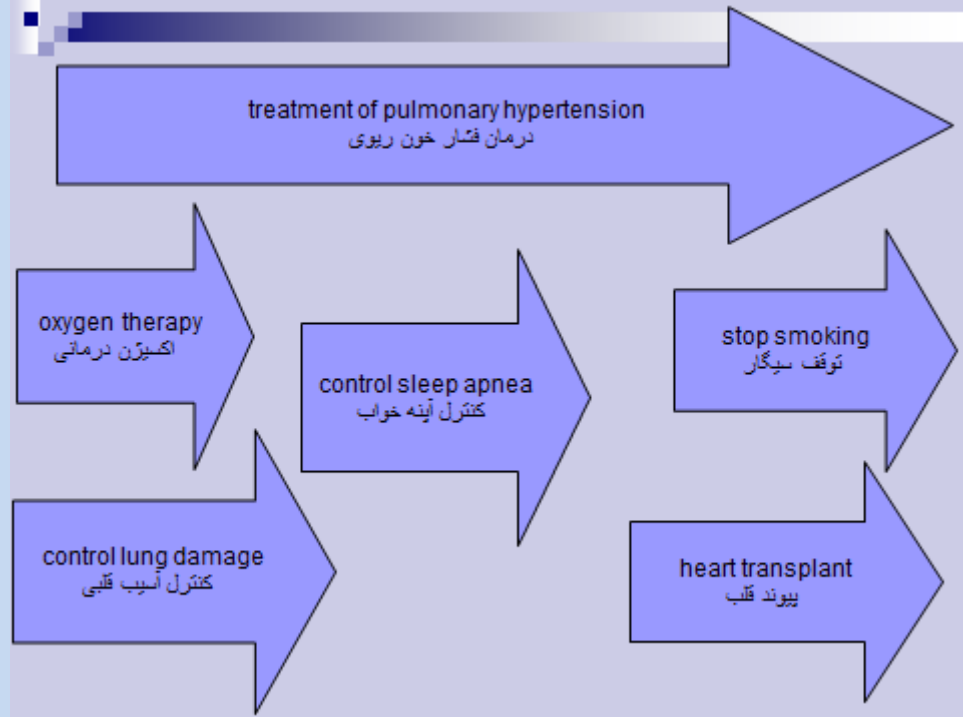 treatment of pulmonary hypertension
درمان فشار خون ریوی
oxygen therapy
اکسیژن درمانی
control sleep apnea
کنترل آپنه خواب
stop smoking
توقف سیگار
control lung damage
کنترل آسیب قلبی
heart transplant
پیوند قلب